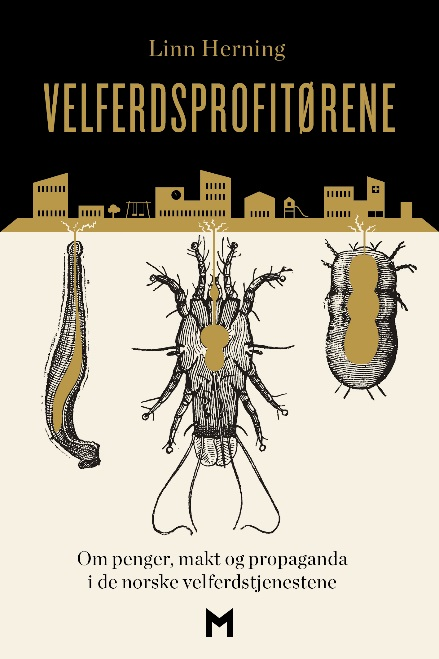 Linn Herning
VELFERDSPROFITØRENE
Om penger, makt og propaganda
i de norske velferdstjenestene
M